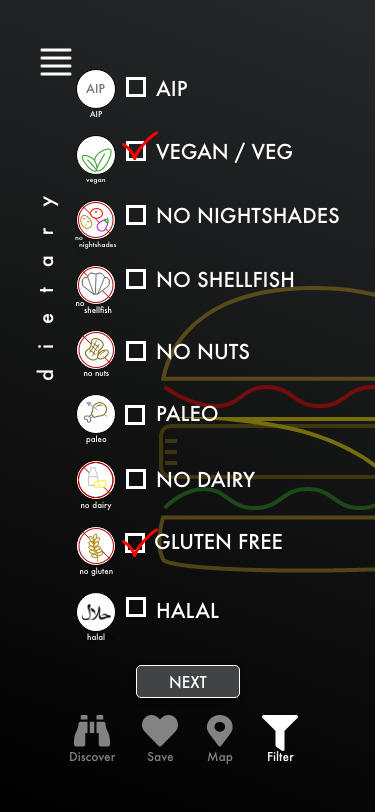 AIP
AIP
AIP
VEGAN / VEG
vegan
NO NIGHTSHADES
no
nightshades
NO SHELLFISH
no
shellfish
NO NUTS
no nuts
PALEO
paleo
NO DAIRY
no dairy
GLUTEN FREE
no gluten
حلال
HALAL
halal
dietary
NEXT
Discover
Save
Map
Filter